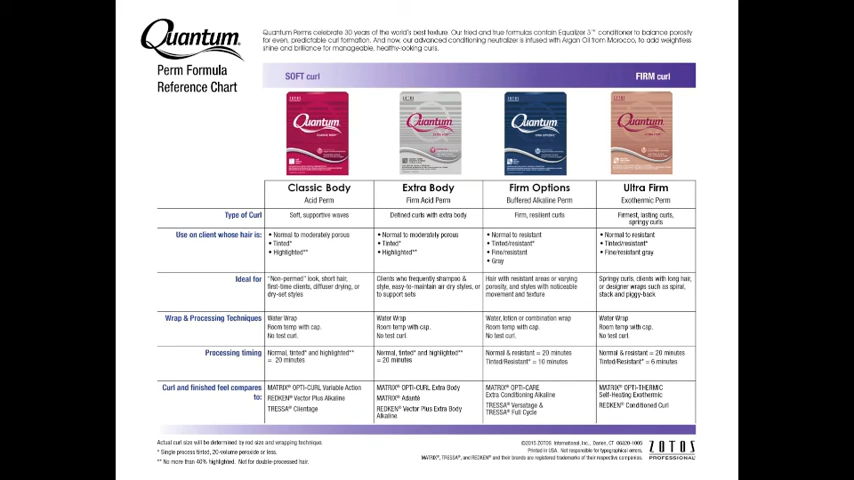 Quantum.
Perm Formula
Reference Chart
Quantum Perms celebrate 30 years of the world's best texture. Our tried and true formulas contain Equalizer 5™ conditioner to balance porosity
for even, predictable curl formation. And now, our advanced conditioning neutralizer is infused with Argan Oil from Morocco, to add weightless
shine and brilliance for manageable, healthy-looking curls.
SOFT curl FIRM curl
Quantum Quantum Quantum Quantum
Classic Body Extra Body Firm Options Ultra Firm
Acid Perm Firm Acid Perm Buffered Alkaline Perm Exothermic Perm
Type of Curl Soft, supportive waves Defined curls with extra body Firm, resilient curls Firmest, lasting curls,
springy curls
Use on client whose hair is: • Normal to moderately porous • Normal to moderately porous • Normal to resistant • Normal to resistant
• Tinted* • Tinted* • Tinted/resistant* • Tinted/resistant*
• Highlighted** • Highlighted** • Fine/resistant • Fine/resistant gray
• Gray
Ideal for "Non-permed" look, short hair, Clients who frequently shampoo & Hair with resistant areas or varying Springy curls, clients with long hair,
first-time clients, diffuser drying, or style, easy-to-maintain air dry styles, or porosity, and styles with noticeable or designer wraps such as spiral,
dry-set styles to support sets movement and texture stack and piggy-back
Wrap & Processing Techniques Water Wrap Water Wrap Water, lotion or combination wrap Water Wrap
Room temp with cap. Room temp with cap. Room temp with cap. Room temp with cap.
No test curl. No test curl. No test curl. No test curl.
Processing timing Normal, tinted* and highlighted** Normal, tinted* and highlighted** Normal & resistant = 20 minutes Normal & resistant = 20 minutes
= 20 minutes = 20 minutes Tinted/Resistant* = 10 minutes Tinted/Resistant* = 6 minutes
Curl and finished feel compares MATRIX® OPTI-CURL Variable Action MATRIX® OPTI-CURL Extra Body MATRIX® OPTI-CARE MATRIX® OPTI-THERMIC
to: REDKEN® Vector Plus Alkaline MATRIX® Adanté Extra Conditioning Alkaline Self-Heating Exothermic
TRESSA® Clientage REDKEN® Vector Plus Extra Body TRESSA® Versatage & REDKEN® Conditioned Curl
Alkaline TRESSA® Full Cycle
Actual curl size will be determined by rod size and wrapping technique.
* Single process tinted, 20-volume peroxide or less.
** No more than 40% highlighted. Not for double-processed hair.
©2015 ZOTOS International, Inc., Darien, CT 06820-1005
Printed in USA. Not responsible for typographical errors.
MATRIX®, TRESSA®, and REDKEN® and their brands are registered trademarks of their respective companies.
ZOTOS
PROFESSIONAL